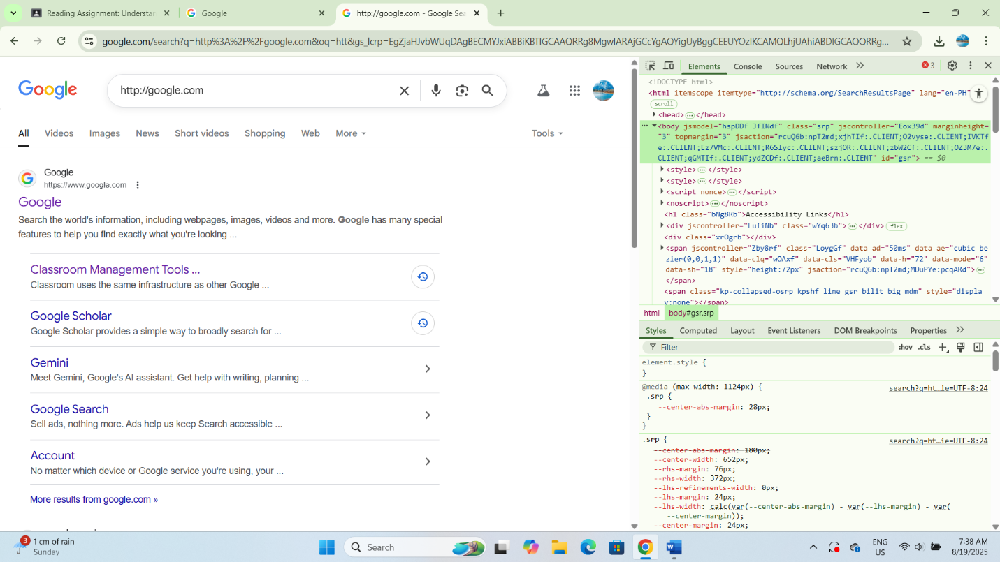 Reading Assignment: Understan
Google
http://google.com - Google Sea
google.com/search?q=http%3A%2F%2Fgoogle.com&oq=htt&gs_lcrp=EgZjaHJvbWUqDAgBECMYJxiABBiKBTIGCAAQRRg8MgwIARAjGCcYgAQYigUyBggCEEUYOzIKCAMQLhjUAhiABDIGCAQQRRg...
Google
http://google.com
All
Videos
Images
News
Short videos
Shopping
Web
More
Tools
Google
https://www.google.com
Google
Search the world's information, including webpages, images, videos and more. Google has many special
features to help you find exactly what you're looking ...
Classroom Management Tools ...
Classroom uses the same infrastructure as other Google ...
Google Scholar
Google Scholar provides a simple way to broadly search for ...
Gemini
Meet Gemini, Google's AI assistant. Get help with writing, planning ...
Google Search
Sell ads, nothing more. Ads help us keep Search accessible ...
Account
No matter which device or Google service you're using, your ...
More results from google.com »
Elements
Console
Sources
Network
3
<!DOCTYPE html>
<html itemscope itemtype="http://schema.org/SearchResultsPage" lang="en-PH"
scroll
<head> … </head>
… <body jsmodel="hspDDf JfINdf" class="srp" jscontroller="Eox39d" marginheight=
"3" topmargin="3" jsaction="rcuQ6b:npT2md;xjhTIf:.CLIENT;O2vyse:.CLIENT;IVKTf
e:.CLIENT;Ez7VMc:.CLIENT;R6Slyc:.CLIENT;szjOR:.CLIENT;zbW2Cf:.CLIENT;OZ3M7e:.
CLIENT;qGMTIf:.CLIENT;ydZCDf:.CLIENT;aeBrn:.CLIENT" id="gsr"> == $0
<style> … </style>
<style> … </style>
<script nonce> … </script>
<noscript> … </noscript>
<h1 class="bNg8Rb">Accessibility Links</h1>
<div jscontroller="EufiNb" class="wYq63b"> … </div> flex
<div class="xrOgrb"></div>
<span jscontroller="Zby8rf" class="LoygGf" data-ad="50ms" data-ae="cubic-be
zier(0,0,1,1)" data-clq="wOAxf" data-cls="VHFyob" data-h="72" data-mode="6"
data-sh="18" style="height:72px" jsaction="rcuQ6b:npT2md;MDuPYe:pcqARd"> …
</span>
<span class="kp-collapsed-osrp kpshf line gsr bilit big mdm" style="displa
y:none"></span>
html
body#gsr.srp
Styles
Computed
Layout
Event Listeners
DOM Breakpoints
Properties
Filter
:hov
.cls
element.style {
}
@media (max-width: 1124px) {
search?q=ht…ie=UTF-8:24
.srp {
--center-abs-margin: 28px;
}
}
.srp {
search?q=ht…ie=UTF-8:24
--center-abs-margin: 180px;
--center-width: 652px;
--rhs-margin: 76px;
--rhs-width: 372px;
--lhs-refinements-width: 0px;
--lhs-margin: 24px;
--lhs-width: calc(var(--center-abs-margin) - var(--lhs-margin) - var(
--center-margin));
--center-margin: 24px;
3
1 cm of rain
Sunday
Search
ENG
US
7:38 AM
8/19/2025